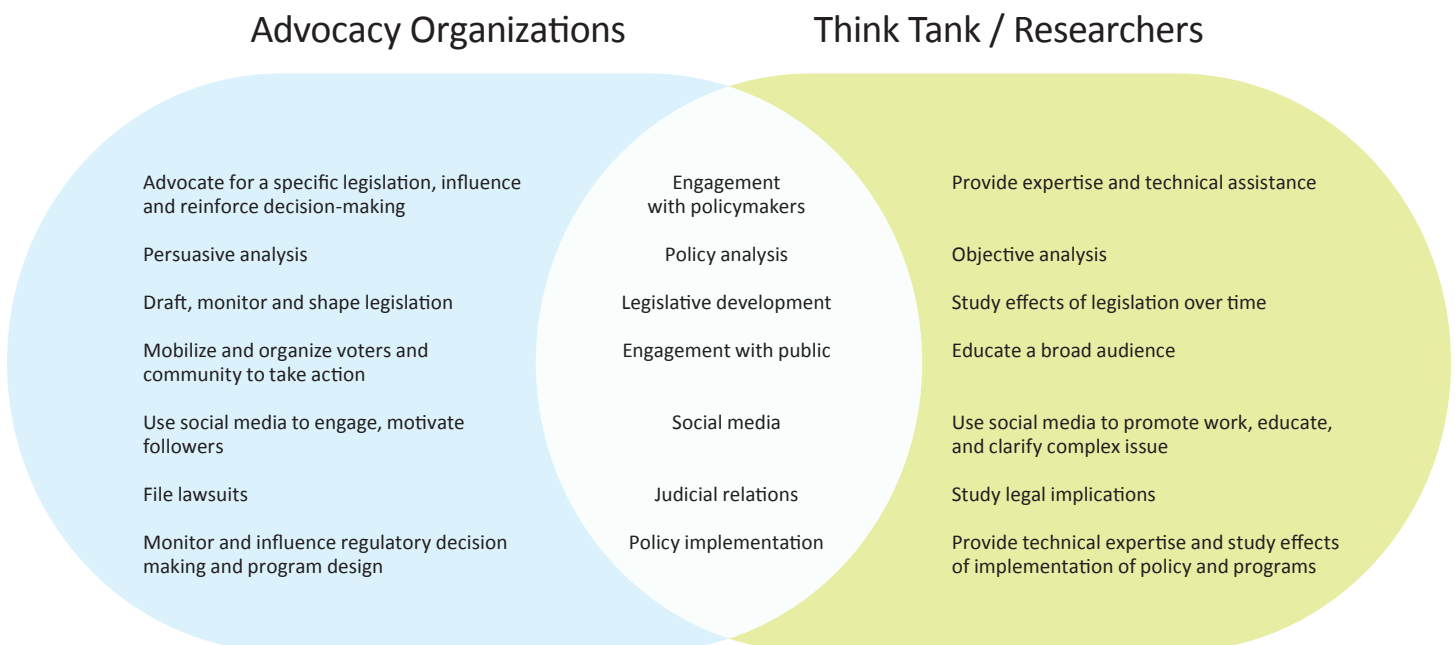 Advocacy Organizations
Think Tank / Researchers
Advocate for a specific legislation, influence
and reinforce decision-making
Engagement
with policymakers
Provide expertise and technical assistance
Persuasive analysis
Policy analysis
Objective analysis
Draft, monitor and shape legislation
Legislative development
Study effects of legislation over time
Mobilize and organize voters and
community to take action
Engagement with public
Educate a broad audience
Use social media to engage, motivate
followers
Social media
Use social media to promote work, educate,
and clarify complex issue
File lawsuits
Judicial relations
Study legal implications
Monitor and influence regulatory decision
making and program design
Policy implementation
Provide technical expertise and study effects
of implementation of policy and programs